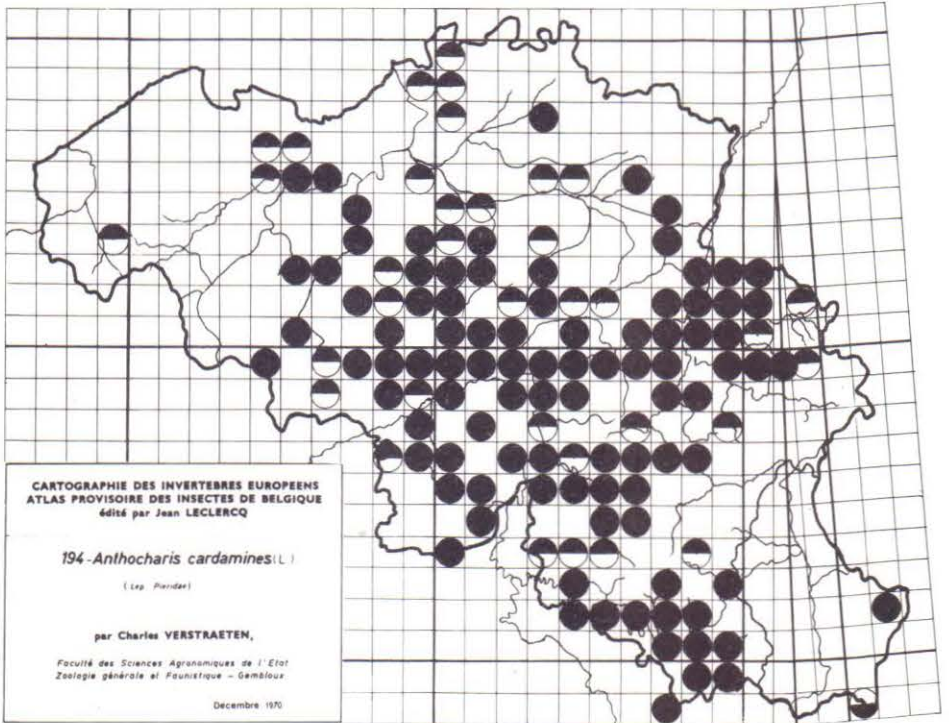 CARTOGRAPHIE DES INVERTEBRES EUROPEENS
ATLAS PROVISOIRE DES INSECTES DE BELGIQUE
édité par Jean LECLERCQ
194-Anthocharis cardamines(L)
(Lep. Pieridae)
par Charles VERSTRAETEN,
Faculté des Sciences Agronomiques de l'Etat
Zoologie générale et Faunistique - Gembloux
Décembre 1970